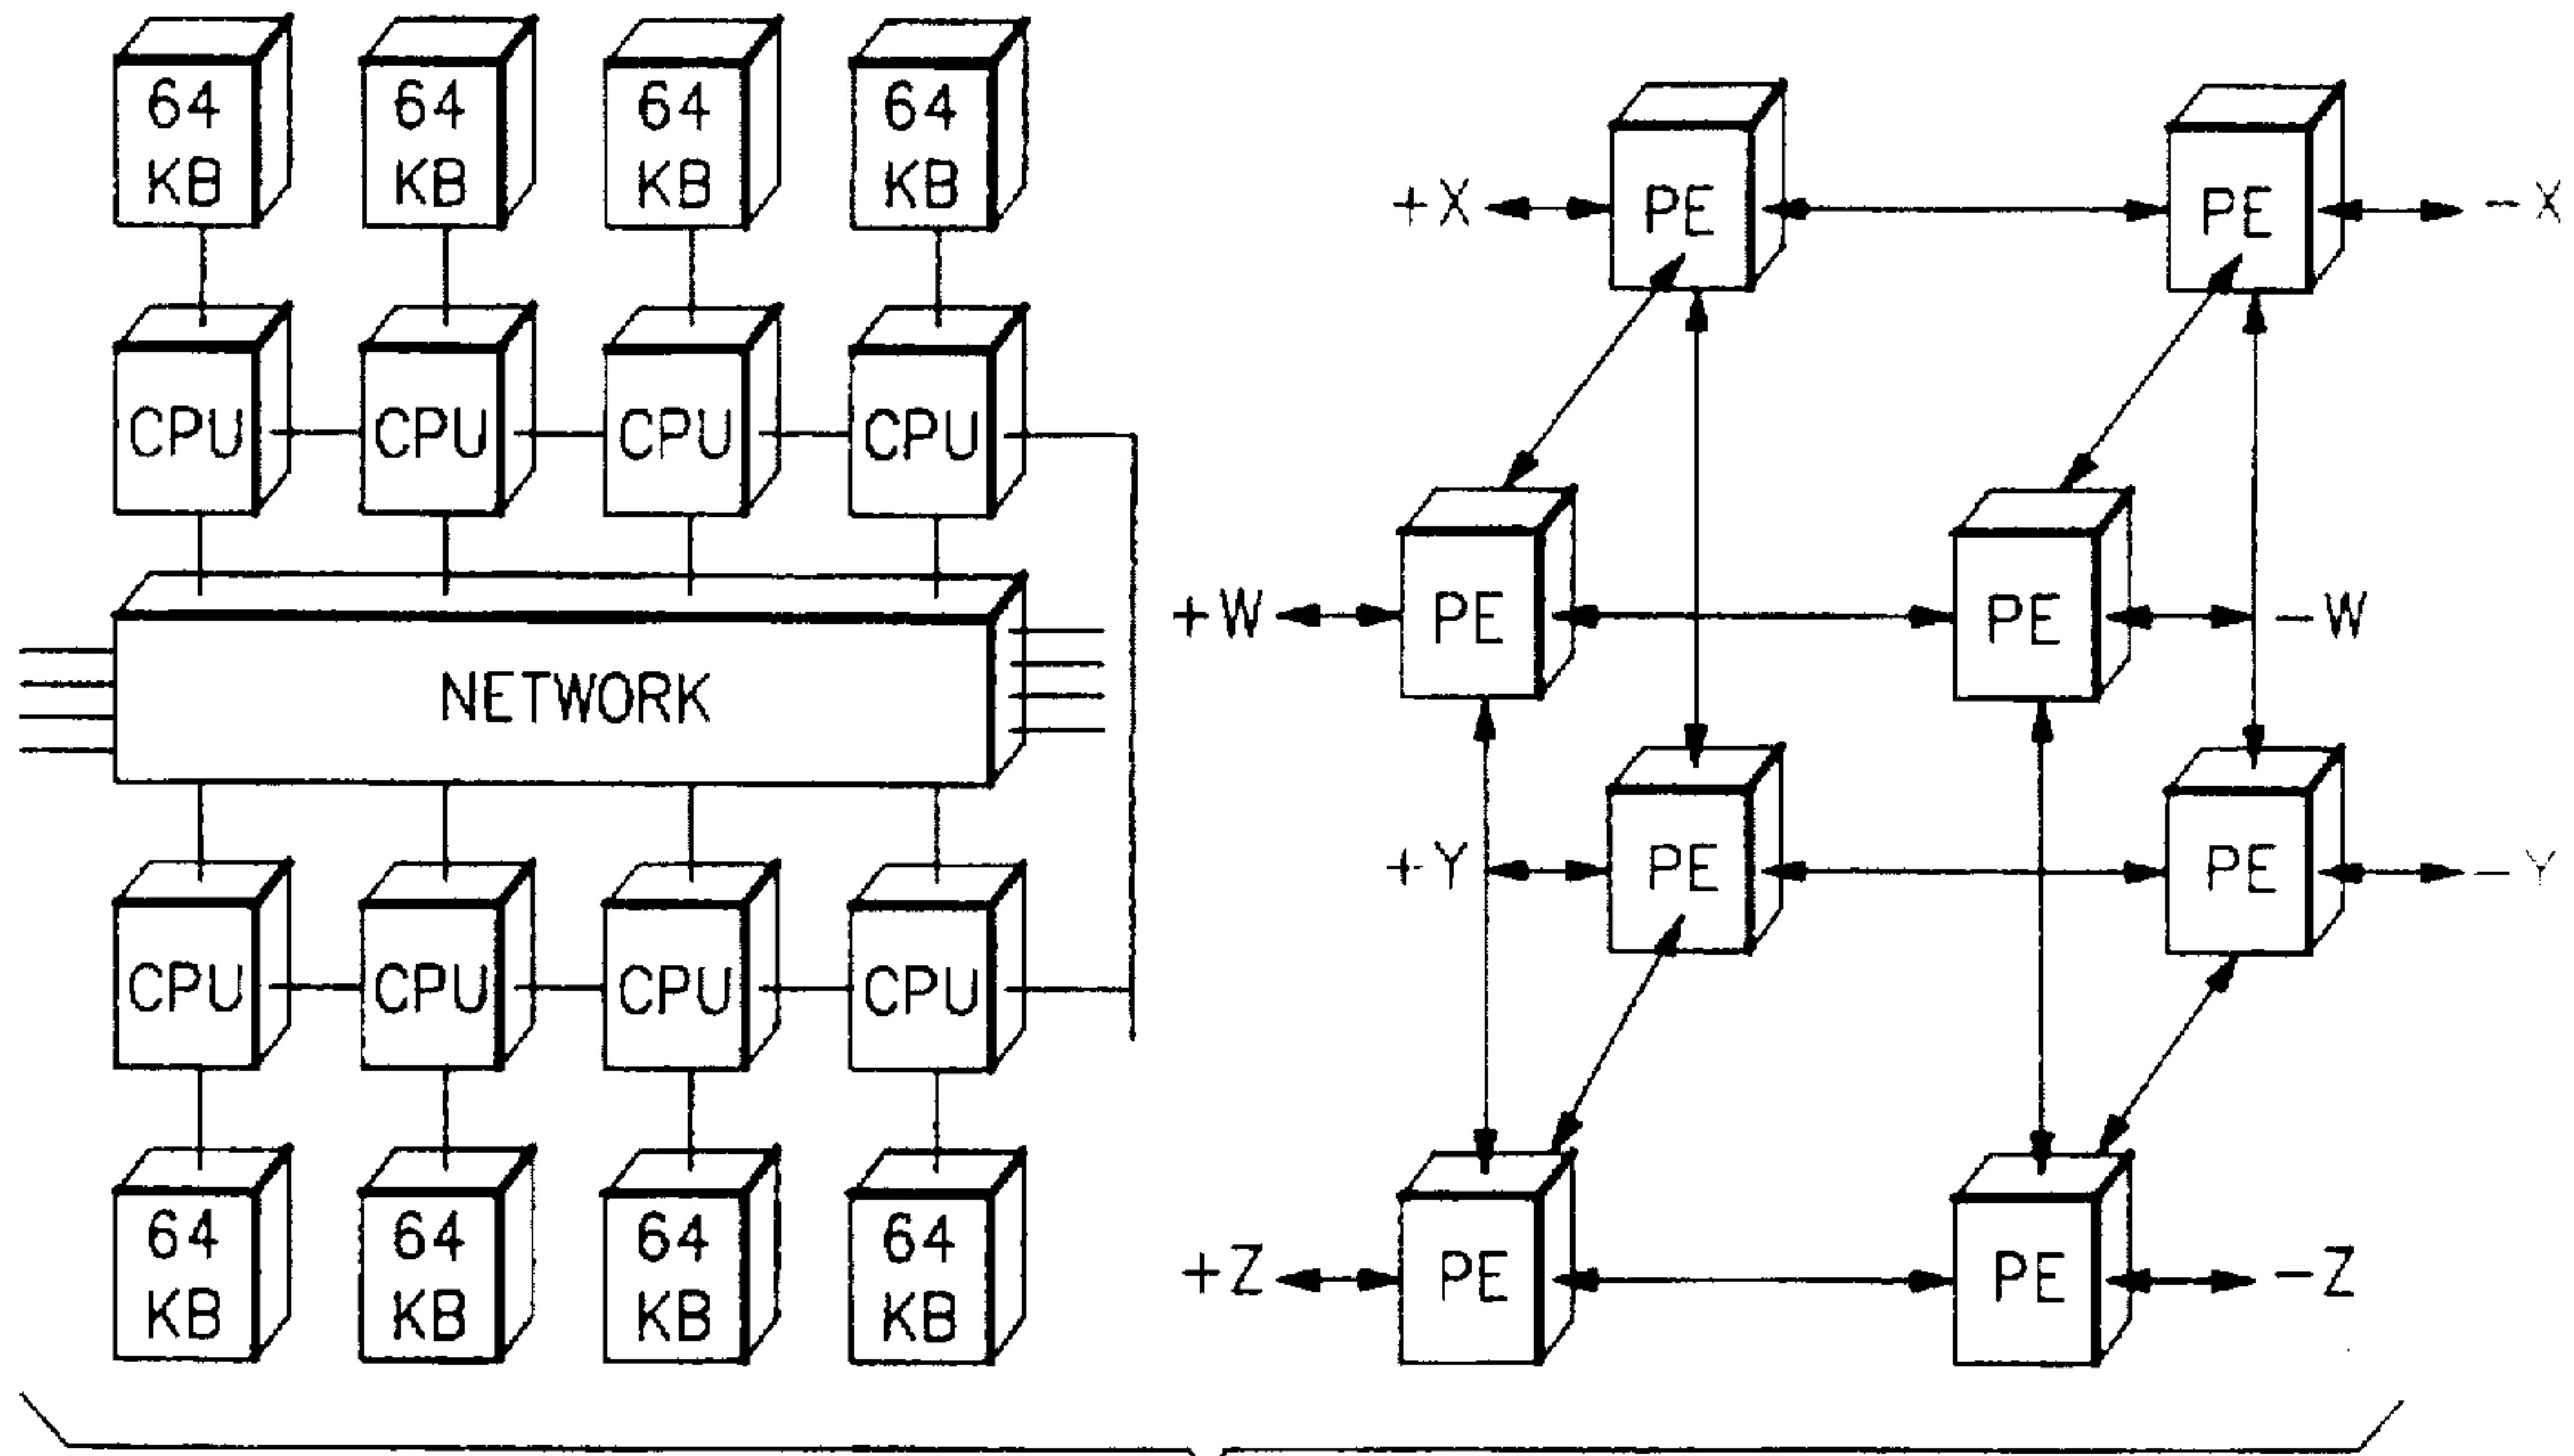 64 64 64 64
KB KB KB KB
CPU CPU CPU CPU
NETWORK
CPU CPU CPU CPU
64 64 64 64
KB KB KB KB
+X PE PE -X
+W PE PE -W
+Y PE PE -Y
+Z PE PE -Z